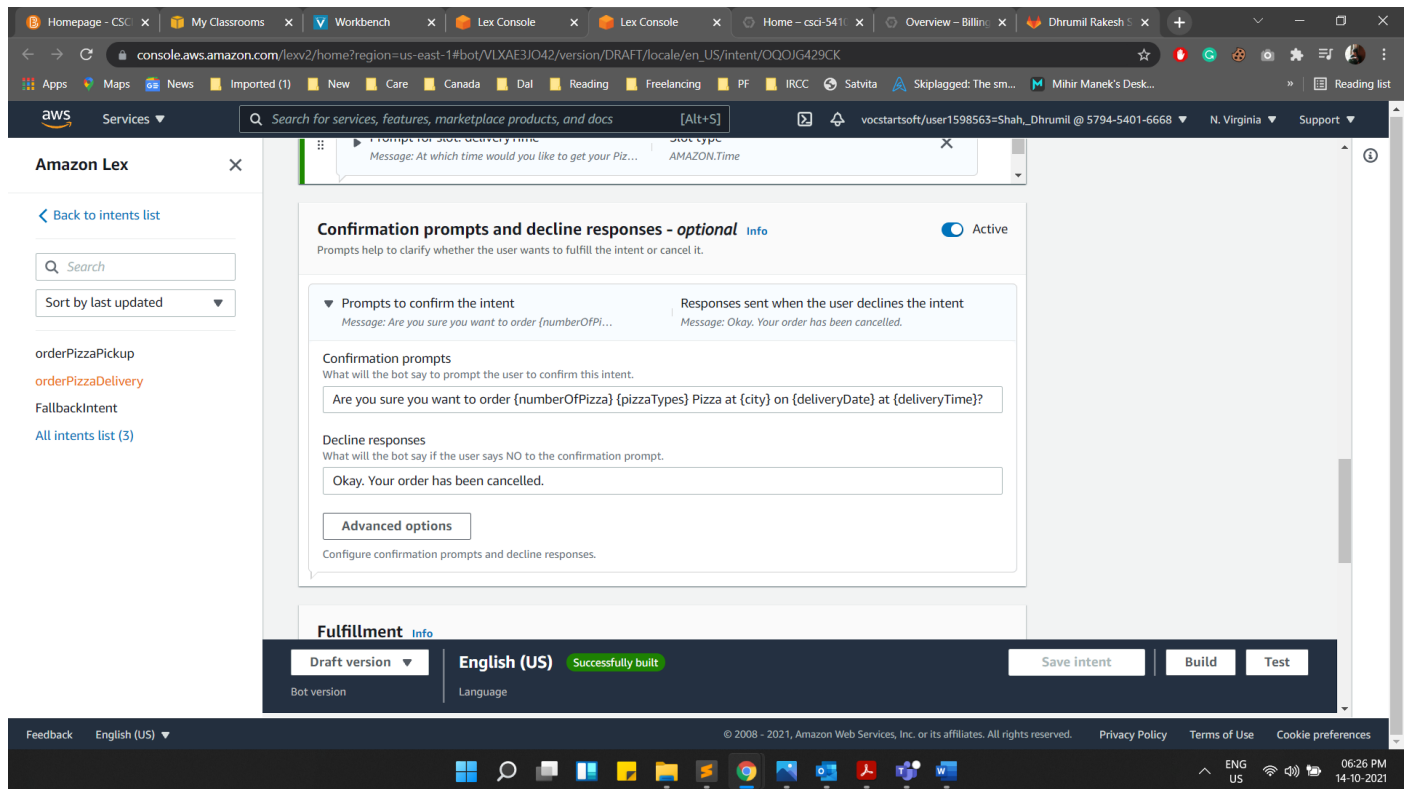 Homepage - CSC
My Classrooms
Workbench
Lex Console
Lex Console
Home – csci-541
Overview – Billing
Dhrumil Rakesh S
console.aws.amazon.com/lexv2/home?region=us-east-1#bot/VLXAE3JO42/version/DRAFT/locale/en_US/intent/OQOJG429CK
Apps Maps News Imported (1) New Care Canada Dal Reading Freelancing PF IRCC Satvita Skiplagged: The sm... Mihir Manek's Desk... » Reading list
aws Services ▼ Search for services, features, marketplace products, and docs [Alt+S] vocstartsoft/user1598563=Shah,_Dhrumil @ 5794-5401-6668 ▼ N. Virginia ▼ Support ▼
Amazon Lex
Back to intents list
Search
Sort by last updated
orderPizzaPickup
orderPizzaDelivery
FallbackIntent
All intents list (3)
Prompt for slot: deliveryTime Slot type
Message: At which time would you like to get your Piz... AMAZON.Time
Confirmation prompts and decline responses - optional Info
Active
Prompts help to clarify whether the user wants to fulfill the intent or cancel it.
Prompts to confirm the intent Responses sent when the user declines the intent
Message: Are you sure you want to order {numberOfPi... Message: Okay. Your order has been cancelled.
Confirmation prompts
What will the bot say to prompt the user to confirm this intent.
Are you sure you want to order {numberOfPizza} {pizzaTypes} Pizza at {city} on {deliveryDate} at {deliveryTime}?
Decline responses
What will the bot say if the user says NO to the confirmation prompt.
Okay. Your order has been cancelled.
Advanced options
Configure confirmation prompts and decline responses.
Fulfillment Info
Draft version English (US) Successfully built Save intent Build Test
Bot version Language
Feedback English (US) ▼ © 2008 - 2021, Amazon Web Services, Inc. or its affiliates. All rights reserved. Privacy Policy Terms of Use Cookie preferences
ENG 06:26 PM
US 14-10-2021